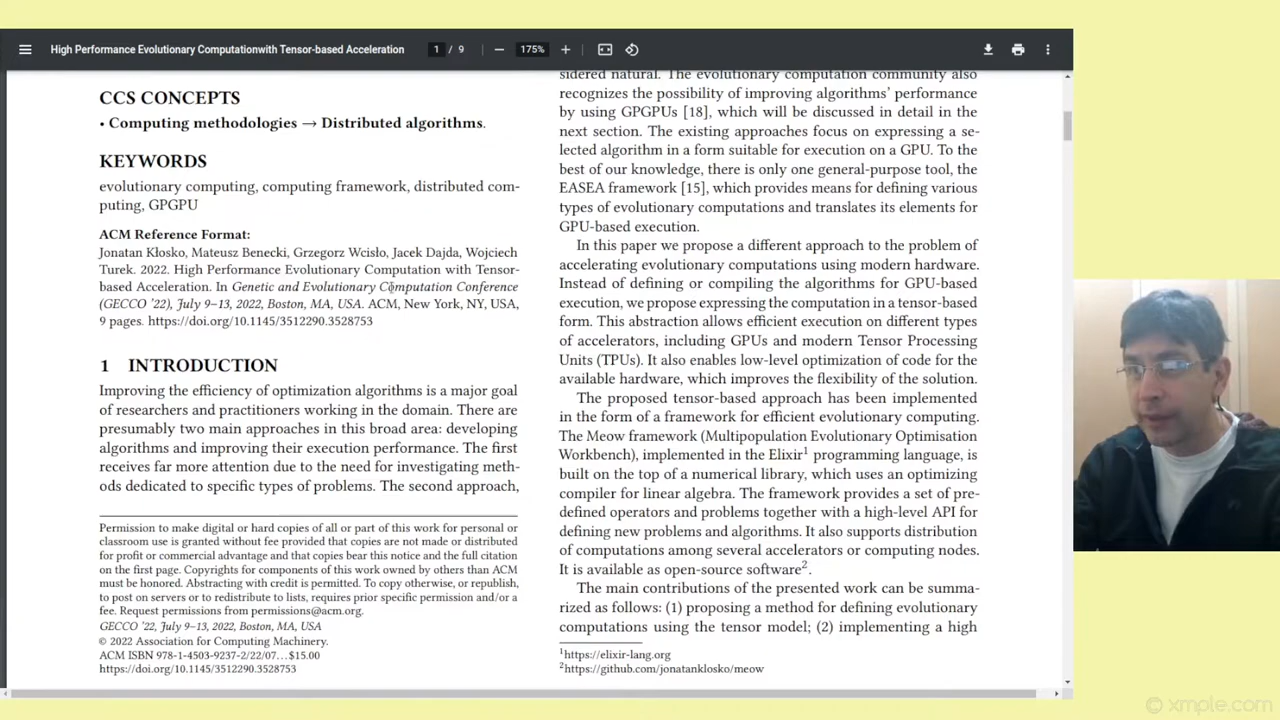 High Performance Evolutionary Computationwith Tensor-based Acceleration
1 / 9
175%
CCS CONCEPTS
• Computing methodologies → Distributed algorithms.
KEYWORDS
evolutionary computing, computing framework, distributed com-
puting, GPGPU
ACM Reference Format:
Jonatan Kłosko, Mateusz Benecki, Grzegorz Wcisło, Jacek Dajda, Wojciech
Turek. 2022. High Performance Evolutionary Computation with Tensor-
based Acceleration. In Genetic and Evolutionary Computation Conference
(GECCO '22), July 9–13, 2022, Boston, MA, USA. ACM, New York, NY, USA,
9 pages. https://doi.org/10.1145/3512290.3528753
1 INTRODUCTION
Improving the efficiency of optimization algorithms is a major goal
of researchers and practitioners working in the domain. There are
presumably two main approaches in this broad area: developing
algorithms and improving their execution performance. The first
receives far more attention due to the need for investigating meth-
ods dedicated to specific types of problems. The second approach,
Permission to make digital or hard copies of all or part of this work for personal or
classroom use is granted without fee provided that copies are not made or distributed
for profit or commercial advantage and that copies bear this notice and the full citation
on the first page. Copyrights for components of this work owned by others than ACM
must be honored. Abstracting with credit is permitted. To copy otherwise, or republish,
to post on servers or to redistribute to lists, requires prior specific permission and/or a
fee. Request permissions from permissions@acm.org.
GECCO '22, July 9–13, 2022, Boston, MA, USA
© 2022 Association for Computing Machinery.
ACM ISBN 978-1-4503-9237-2/22/07...$15.00
https://doi.org/10.1145/3512290.3528753
sidered natural. The evolutionary computation community also
recognizes the possibility of improving algorithms' performance
by using GPGPUs [18], which will be discussed in detail in the
next section. The existing approaches focus on expressing a se-
lected algorithm in a form suitable for execution on a GPU. To the
best of our knowledge, there is only one general-purpose tool, the
EASEA framework [15], which provides means for defining various
types of evolutionary computations and translates its elements for
GPU-based execution.
In this paper we propose a different approach to the problem of
accelerating evolutionary computations using modern hardware.
Instead of defining or compiling the algorithms for GPU-based
execution, we propose expressing the computation in a tensor-based
form. This abstraction allows efficient execution on different types
of accelerators, including GPUs and modern Tensor Processing
Units (TPUs). It also enables low-level optimization of code for the
available hardware, which improves the flexibility of the solution.
The proposed tensor-based approach has been implemented
in the form of a framework for efficient evolutionary computing.
The Meow framework (Multipopulation Evolutionary Optimisation
Workbench), implemented in the Elixir1 programming language, is
built on the top of a numerical library, which uses an optimizing
compiler for linear algebra. The framework provides a set of pre-
defined operators and problems together with a high-level API for
defining new problems and algorithms. It also supports distribution
of computations among several accelerators or computing nodes.
It is available as open-source software2.
The main contributions of the presented work can be summa-
rized as follows: (1) proposing a method for defining evolutionary
computations using the tensor model; (2) implementing a high
1https://elixir-lang.org
2https://github.com/jonatanklosko/meow
© xmple.com